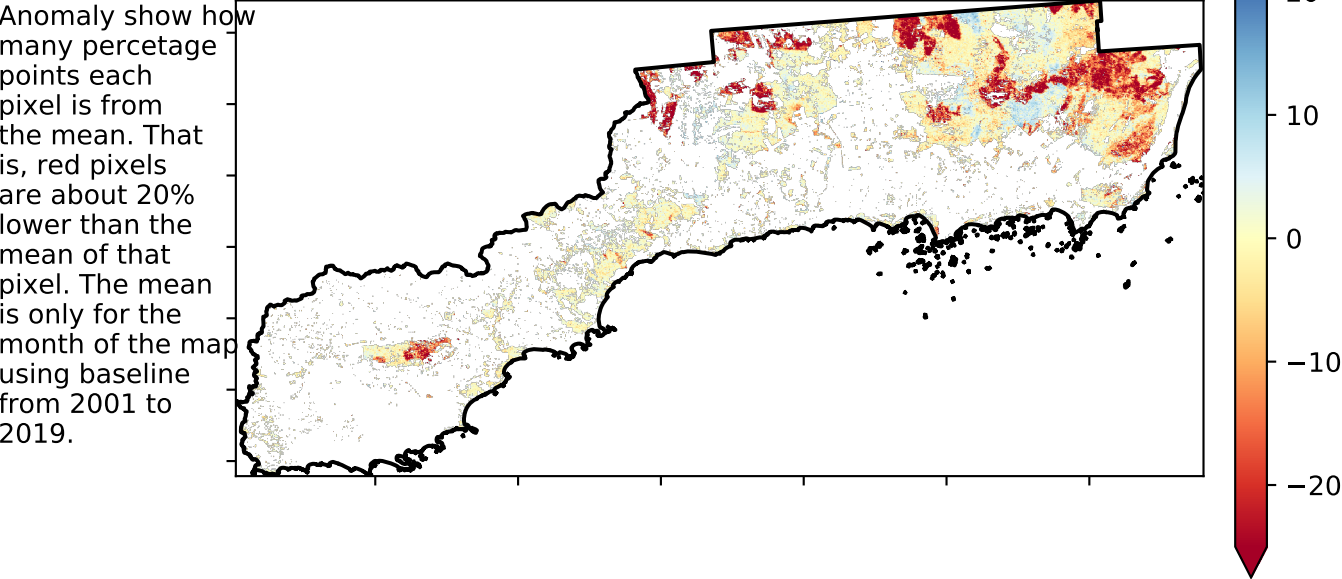 Anomaly show how
many percetage
points each
pixel is from
the mean. That
is, red pixels
are about 20%
lower than the
mean of that
pixel. The mean
is only for the
month of the map
using baseline
from 2001 to
2019.
10
0
−10
−20